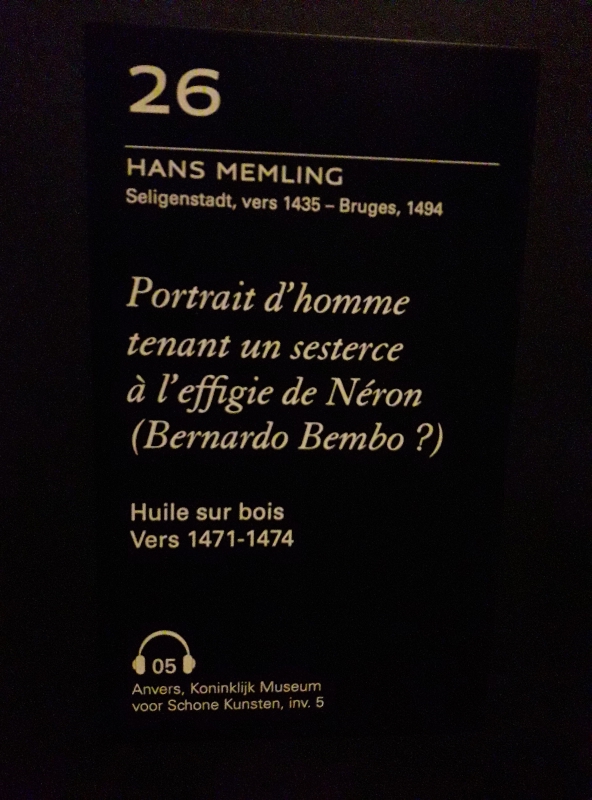 26
HANS MEMLING
Seligenstadt, vers 1435 – Bruges, 1494
Portrait d'homme
tenant un sesterce
à l'effigie de Néron
(Bernardo Bembo ?)
Huile sur bois
Vers 1471-1474
05
Anvers, Koninklijk Museum
voor Schone Kunsten, inv. 5